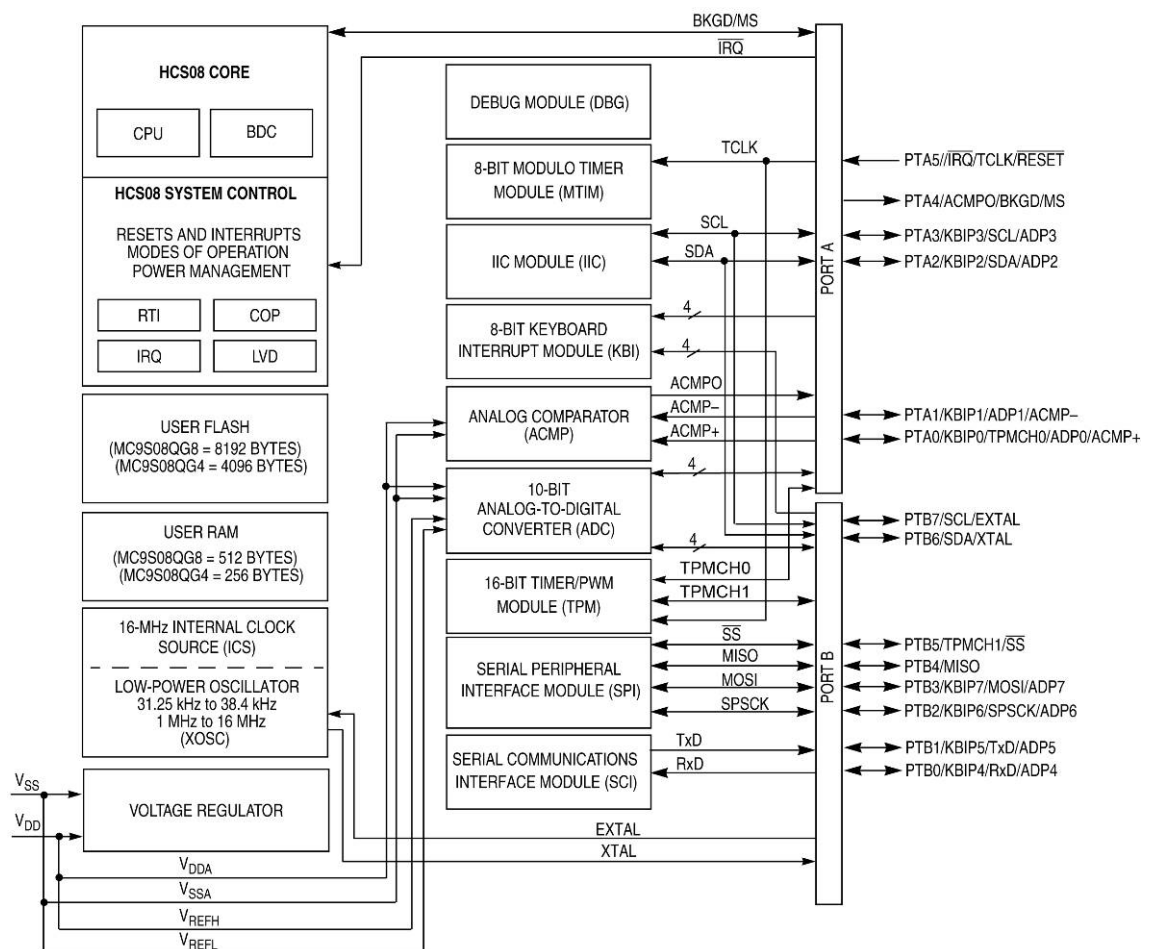 BKGD/MS
IRQ
HCS08 CORE
CPU
BDC
HCS08 SYSTEM CONTROL
RESETS AND INTERRUPTS
MODES OF OPERATION
POWER MANAGEMENT
RTI
COP
IRQ
LVD
USER FLASH
(MC9S08QG8 = 8192 BYTES)
(MC9S08QG4 = 4096 BYTES)
USER RAM
(MC9S08QG8 = 512 BYTES)
(MC9S08QG4 = 256 BYTES)
16-MHz INTERNAL CLOCK
SOURCE (ICS)
LOW-POWER OSCILLATOR
31.25 kHz to 38.4 kHz
1 MHz to 16 MHz
(XOSC)
VOLTAGE REGULATOR
VSS
VDD
VDDA
VSSA
VREFH
VREFL
DEBUG MODULE (DBG)
8-BIT MODULO TIMER
MODULE (MTIM)
TCLK
IIC MODULE (IIC)
SCL
SDA
8-BIT KEYBOARD
INTERRUPT MODULE (KBI)
4
4
ANALOG COMPARATOR
(ACMP)
ACMPO
ACMP–
ACMP+
10-BIT
ANALOG-TO-DIGITAL
CONVERTER (ADC)
4
4
16-BIT TIMER/PWM
MODULE (TPM)
TPMCH0
TPMCH1
SERIAL PERIPHERAL
INTERFACE MODULE (SPI)
SS
MISO
MOSI
SPSCK
SERIAL COMMUNICATIONS
INTERFACE MODULE (SCI)
TxD
RxD
EXTAL
XTAL
PORT A
PORT B
PTA5//IRQ/TCLK/RESET
PTA4/ACMPO/BKGD/MS
PTA3/KBIP3/SCL/ADP3
PTA2/KBIP2/SDA/ADP2
PTA1/KBIP1/ADP1/ACMP–
PTA0/KBIP0/TPMCH0/ADP0/ACMP+
PTB7/SCL/EXTAL
PTB6/SDA/XTAL
PTB5/TPMCH1/SS
PTB4/MISO
PTB3/KBIP7/MOSI/ADP7
PTB2/KBIP6/SPSCK/ADP6
PTB1/KBIP5/TxD/ADP5
PTB0/KBIP4/RxD/ADP4